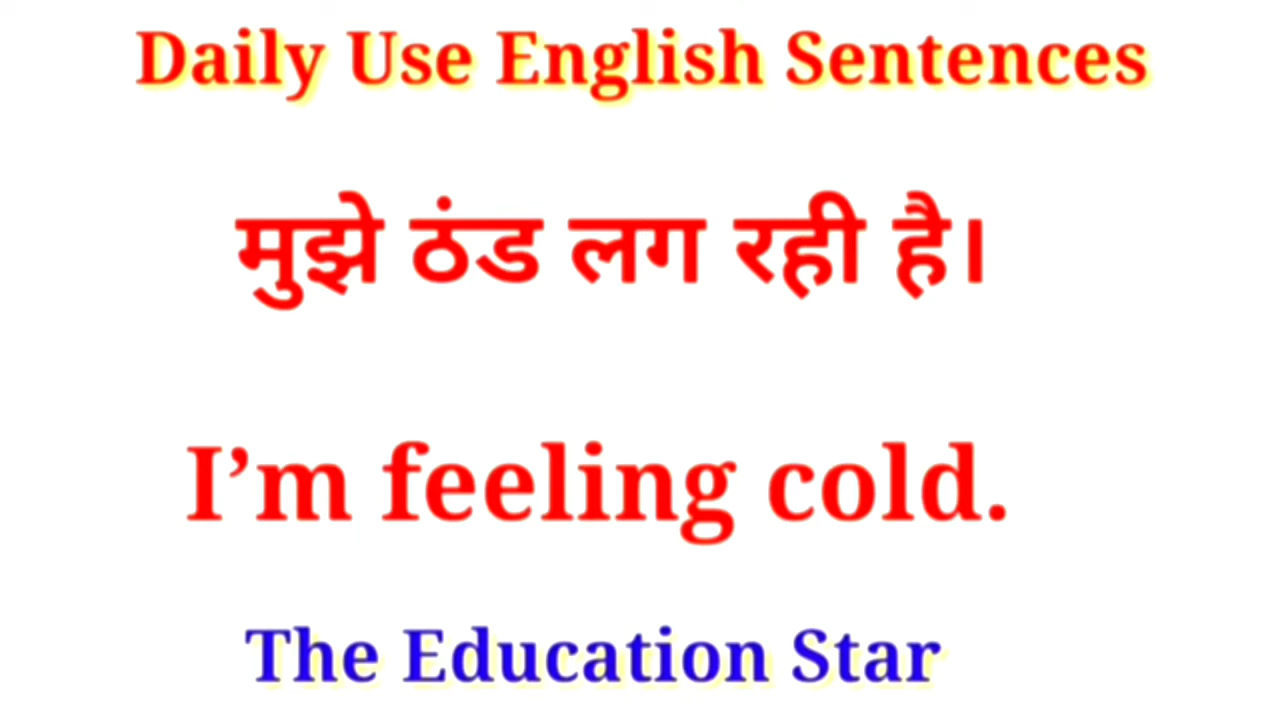 Daily Use English Sentences
मुझे ठंड लग रही है।
I’m feeling cold.
The Education Star